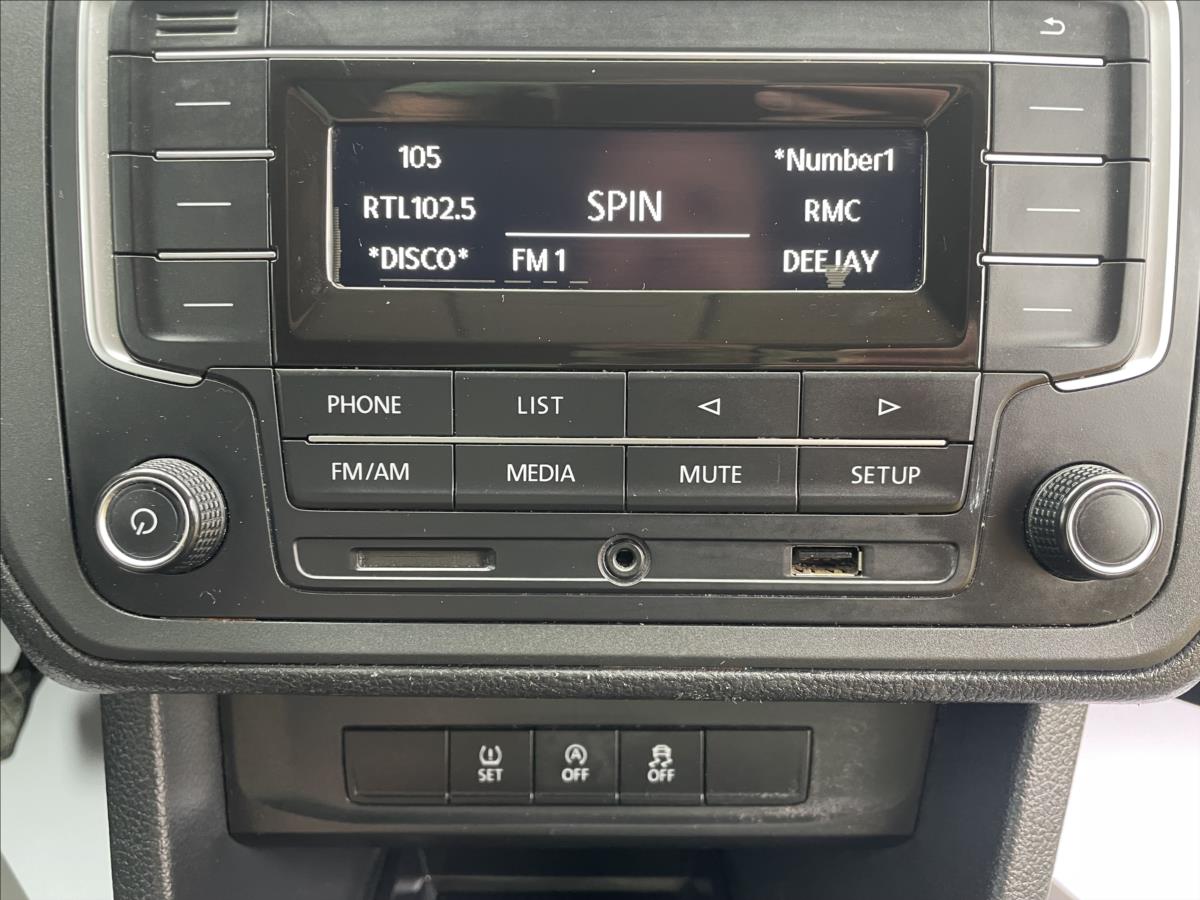 105
*Number1
RTL102.5
SPIN
RMC
*DISCO*
FM 1
DEEJAY
PHONE
LIST
FM/AM
MEDIA
MUTE
SETUP
SET
A
OFF
OFF